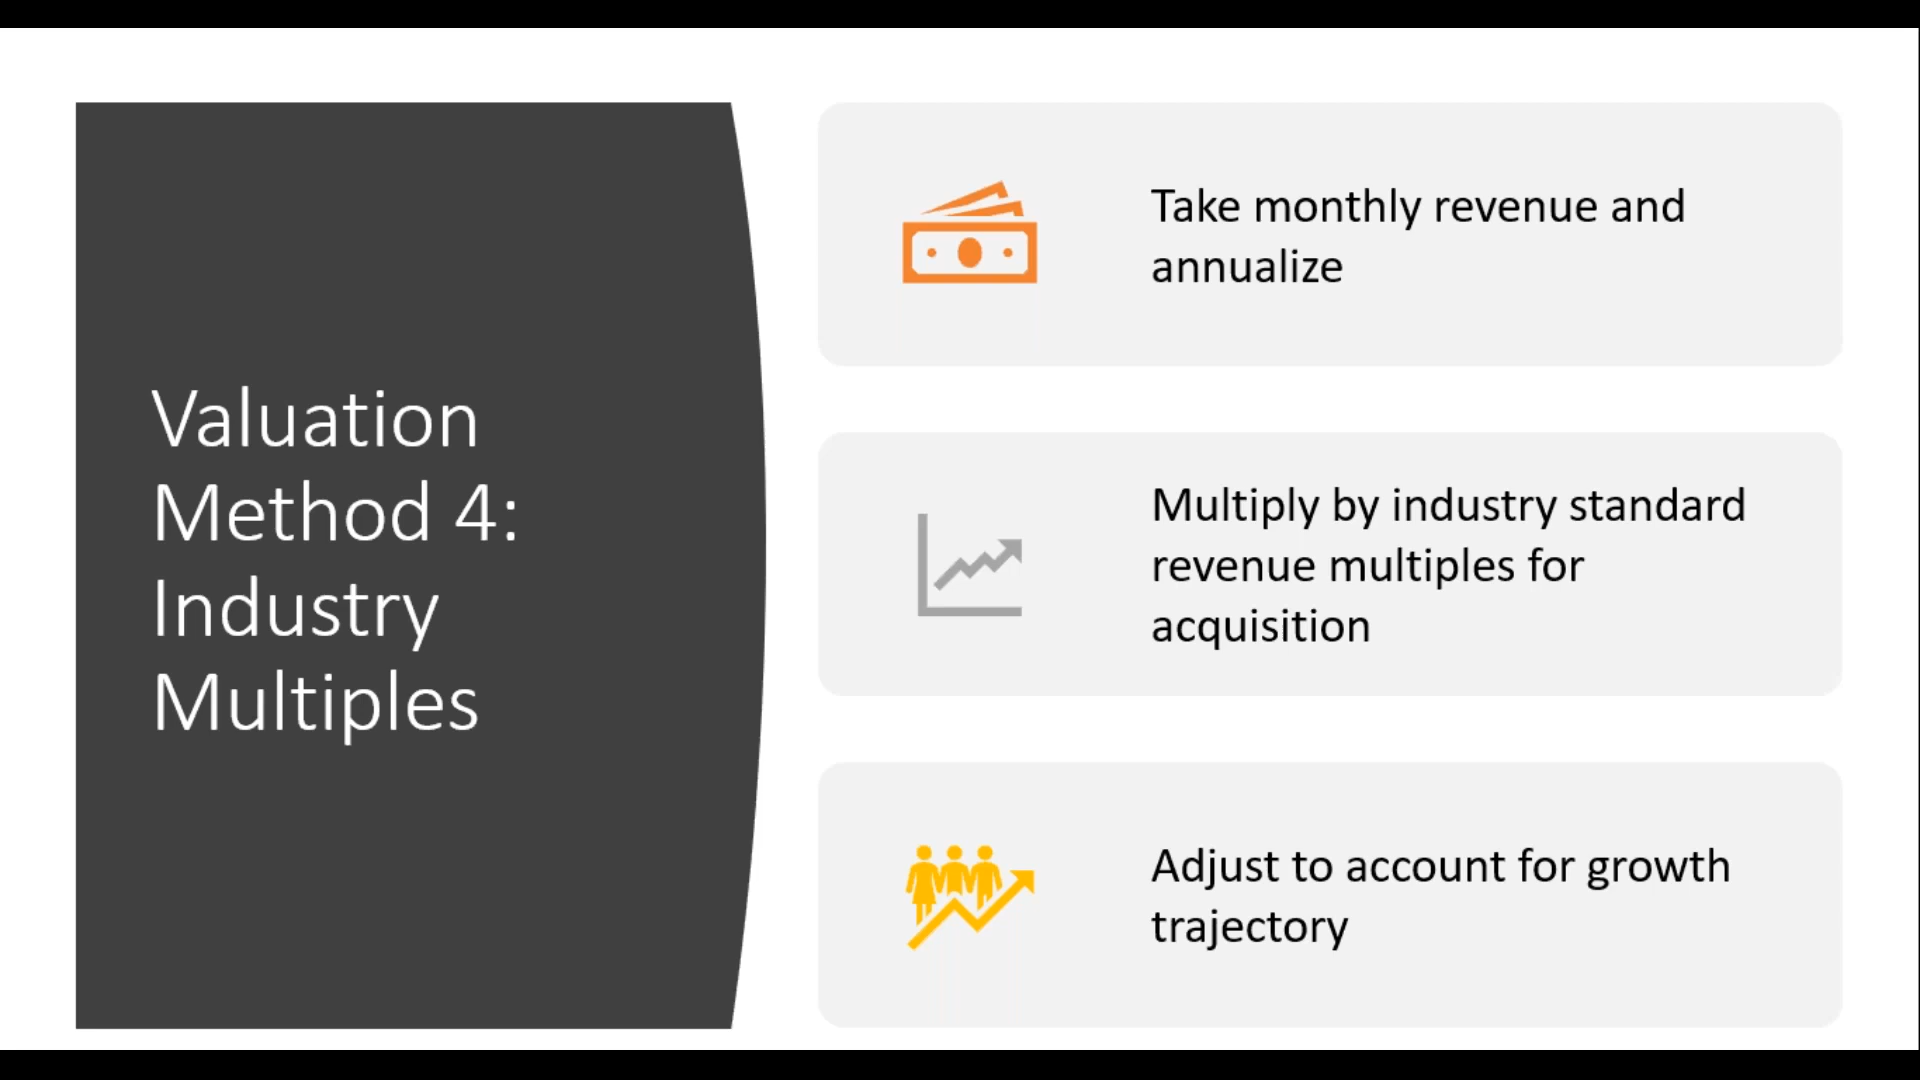 Valuation
Method 4:
Industry
Multiples
Take monthly revenue and
annualize
Multiply by industry standard
revenue multiples for
acquisition
Adjust to account for growth
trajectory